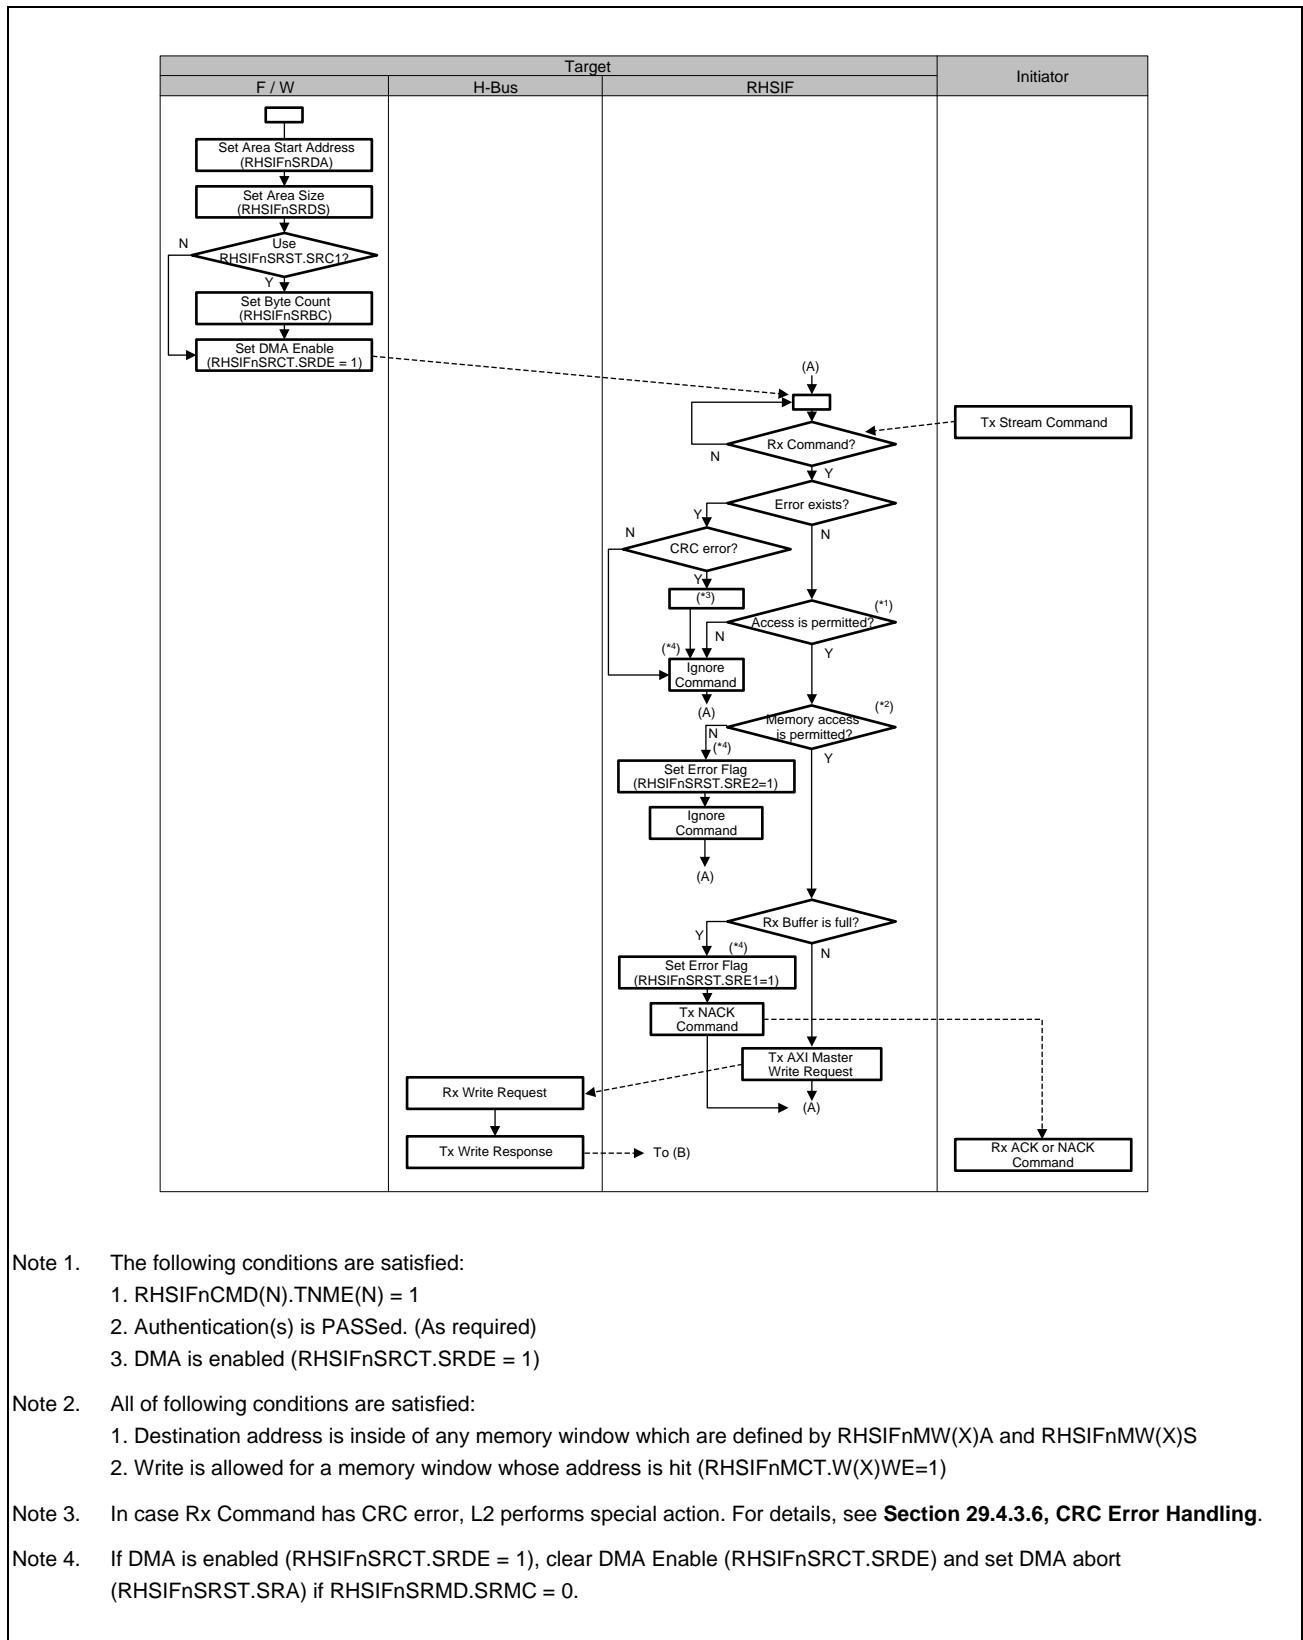 Target
Initiator
F / W
H-Bus
RHSIF
Set Area Start Address
(RHSIFnSRDA)
Set Area Size
(RHSIFnSRDS)
N
Use
RHSIFnSRST.SRC1?
Y
Set Byte Count
(RHSIFnSRBC)
Set DMA Enable
(RHSIFnSRCT.SRDE = 1)
(A)
Tx Stream Command
Rx Command?
N
Y
Error exists?
Y
N
N
CRC error?
Y
(*3)
(*1)
Access is permitted?
N
Y
(*4)
Ignore
Command
(A)
(*2)
Memory access
is permitted?
N
Y
(*4)
Set Error Flag
(RHSIFnSRST.SRE2=1)
Ignore
Command
(A)
Rx Buffer is full?
Y
N
(*4)
Set Error Flag
(RHSIFnSRST.SRE1=1)
Tx NACK
Command
Tx AXI Master
Write Request
Rx Write Request
(A)
Tx Write Response
To (B)
Rx ACK or NACK
Command
Note 1. The following conditions are satisfied:
1. RHSIFnCMD(N).TNME(N) = 1
2. Authentication(s) is PASSed. (As required)
3. DMA is enabled (RHSIFnSRCT.SRDE = 1)
Note 2. All of following conditions are satisfied:
1. Destination address is inside of any memory window which are defined by RHSIFnMW(X)A and RHSIFnMW(X)S
2. Write is allowed for a memory window whose address is hit (RHSIFnMCT.W(X)WE=1)
Note 3. In case Rx Command has CRC error, L2 performs special action. For details, see Section 29.4.3.6, CRC Error Handling.
Note 4. If DMA is enabled (RHSIFnSRCT.SRDE = 1), clear DMA Enable (RHSIFnSRCT.SRDE) and set DMA abort
(RHSIFnSRST.SRA) if RHSIFnSRMD.SRMC = 0.